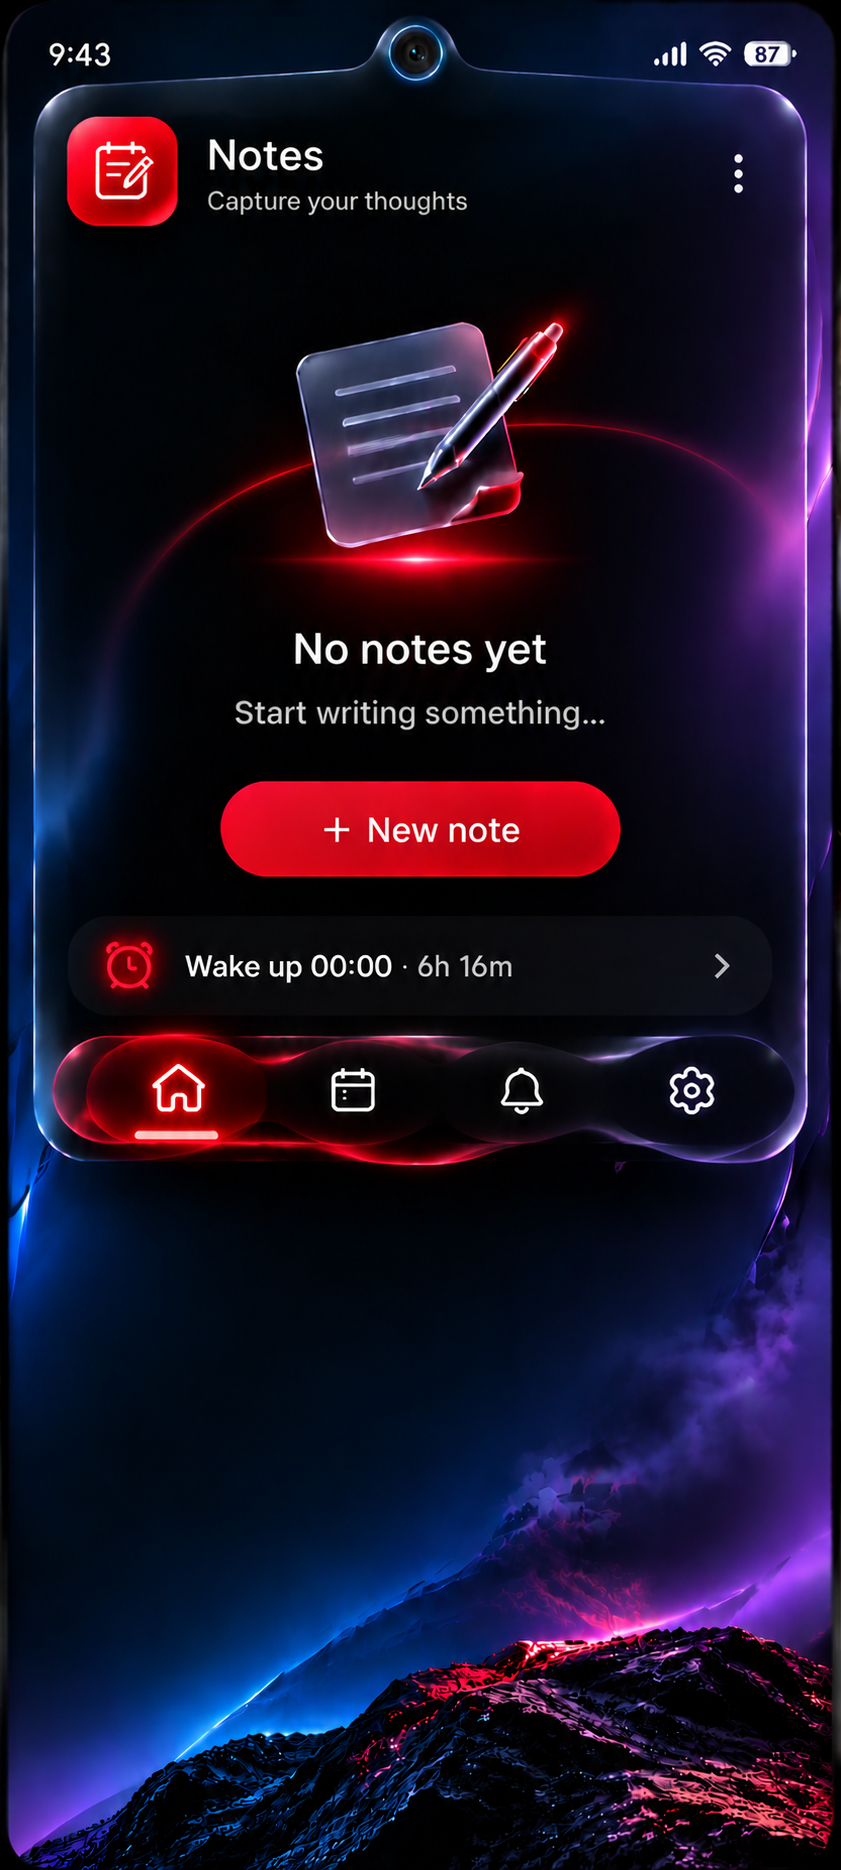 9:43
87
Notes
Capture your thoughts
No notes yet
Start writing something...
+ New note
Wake up 00:00 · 6h 16m